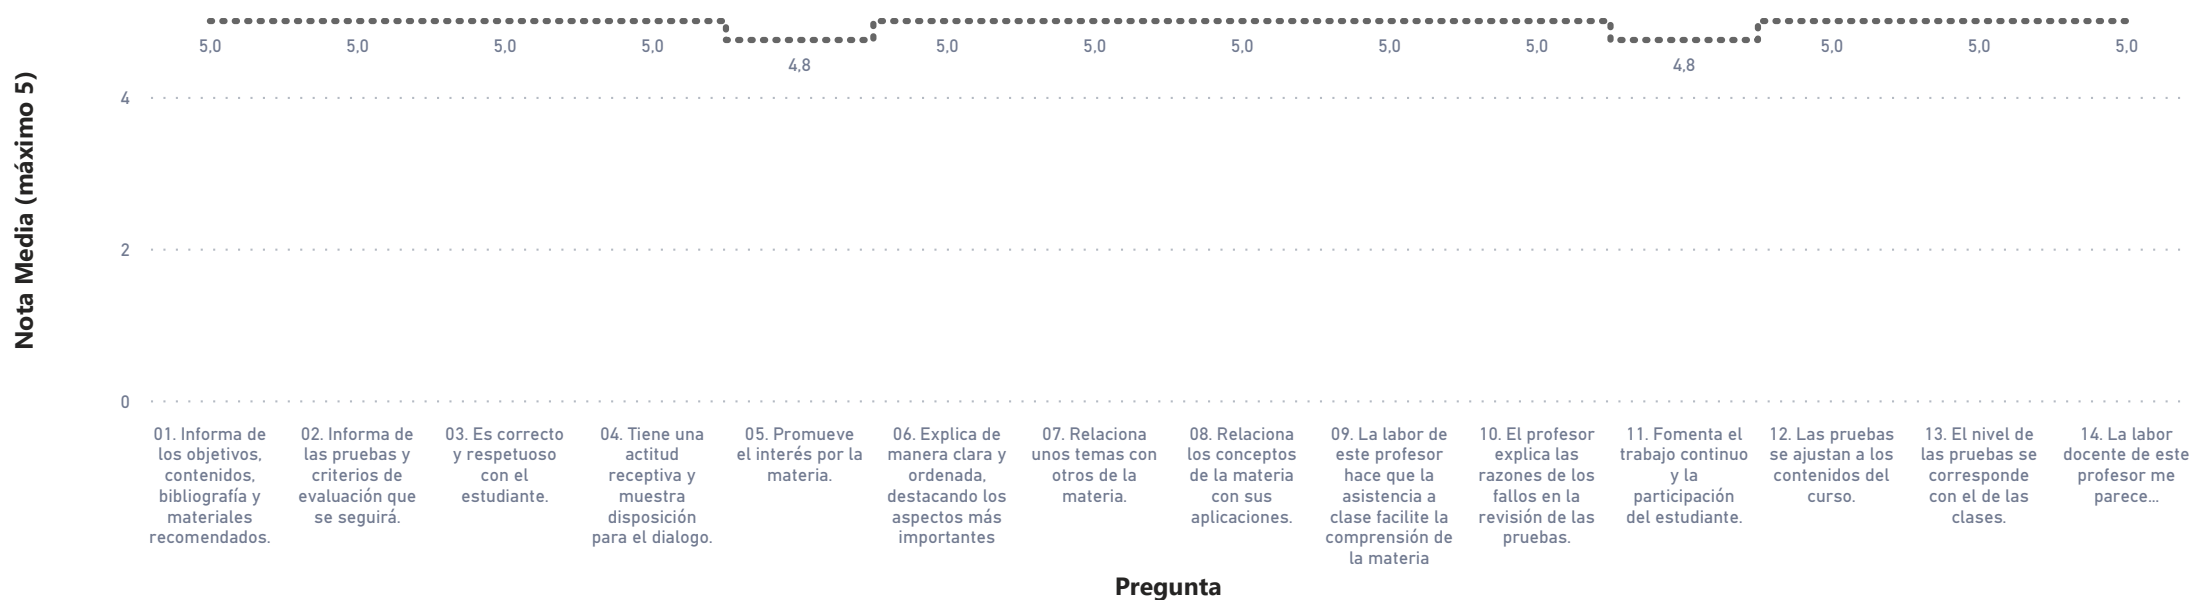 5,0 5,0 5,0 5,0 5,0 5,0 5,0 5,0 5,0 5,0 5,0 5,0
4,8 4,8
Nota Media (máximo 5)
4
2
0
01. Informa de
los objetivos,
contenidos,
bibliografía y
materiales
recomendados.
02. Informa de
las pruebas y
criterios de
evaluación que
se seguirá.
03. Es correcto
y respetuoso
con el
estudiante.
04. Tiene una
actitud
receptiva y
muestra
disposición
para el dialogo.
05. Promueve
el interés por la
materia.
06. Explica de
manera clara y
ordenada,
destacando los
aspectos más
importantes
07. Relaciona
unos temas con
otros de la
materia.
08. Relaciona
los conceptos
de la materia
con sus
aplicaciones.
09. La labor de
este profesor
hace que la
asistencia a
clase facilite la
comprensión de
la materia
10. El profesor
explica las
razones de los
fallos en la
revisión de las
pruebas.
11. Fomenta el
trabajo continuo
y la
participación
del estudiante.
12. Las pruebas
se ajustan a los
contenidos del
curso.
13. El nivel de
las pruebas se
corresponde
con el de las
clases.
14. La labor
docente de este
profesor me
parece...
Pregunta